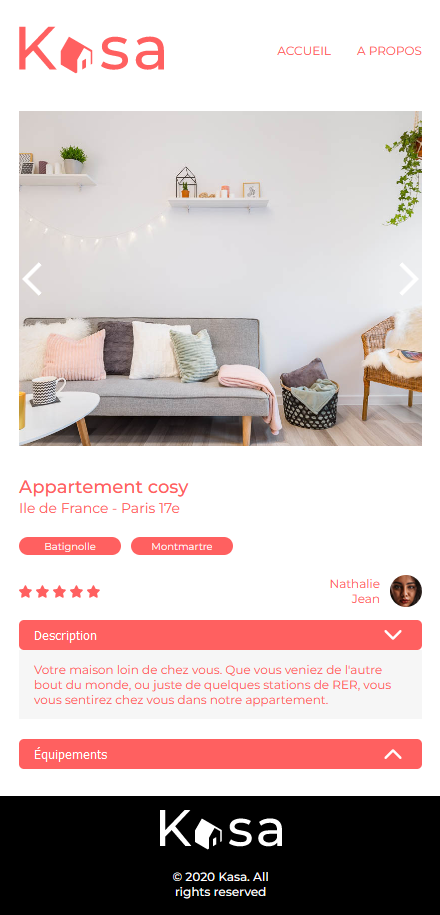 Kasa
ACCUEIL A PROPOS
Appartement cosy
Ile de France - Paris 17e
Batignolle Montmartre
Nathalie
Jean
Description
Votre maison loin de chez vous. Que vous veniez de l'autre
bout du monde, ou juste de quelques stations de RER, vous
vous sentirez chez vous dans notre appartement.
Équipements
Kasa
© 2020 Kasa. All
rights reserved